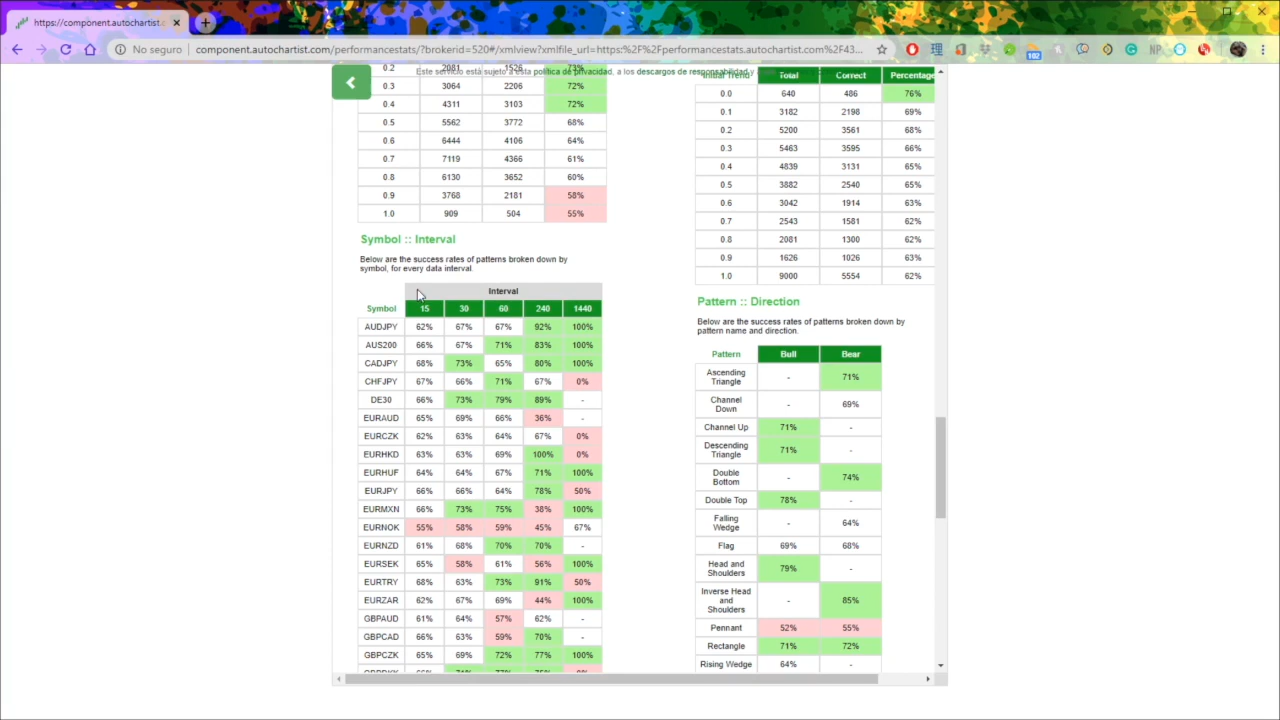 https://component.autochartist.
No seguro
component.autochartist.com/performancestats/?brokerid=520#/xmlview?xmlfile_url=https:%2F%2Fperformancestats.autochartist.com%2F43...
Este servicio está sujeto a esta política de privacidad, a los descargos de responsabilidad y
0.2 2081 1526 73%
0.3 3064 2206 72%
0.4 4311 3103 72%
0.5 5562 3772 68%
0.6 6444 4106 64%
0.7 7119 4366 61%
0.8 6130 3652 60%
0.9 3768 2181 58%
1.0 909 504 55%
Symbol :: Interval
Below are the success rates of patterns broken down by
symbol, for every data interval.
Interval
Symbol 15 30 60 240 1440
AUDJPY 62% 67% 67% 92% 100%
AUS200 66% 67% 71% 83% 100%
CADJPY 68% 73% 65% 80% 100%
CHFJPY 67% 66% 71% 67% 0%
DE30 66% 73% 79% 89% -
EURAUD 65% 69% 66% 36% -
EURCZK 62% 63% 64% 67% 0%
EURHKD 63% 63% 69% 100% 0%
EURHUF 64% 64% 67% 71% 100%
EURJPY 66% 66% 64% 78% 50%
EURMXN 66% 73% 75% 38% 100%
EURNOK 55% 58% 59% 45% 67%
EURNZD 61% 68% 70% 70% -
EURSEK 65% 58% 61% 56% 100%
EURTRY 68% 63% 73% 91% 50%
EURZAR 62% 67% 69% 44% 100%
GBPAUD 61% 64% 57% 62% -
GBPCAD 66% 63% 59% 70% -
GBPCZK 65% 69% 72% 77% 100%
Initial Trend Total Correct Percentage
0.0 640 486 76%
0.1 3182 2198 69%
0.2 5200 3561 68%
0.3 5463 3595 66%
0.4 4839 3131 65%
0.5 3882 2540 65%
0.6 3042 1914 63%
0.7 2543 1581 62%
0.8 2081 1300 62%
0.9 1626 1026 63%
1.0 9000 5554 62%
Pattern :: Direction
Below are the success rates of patterns broken down by
pattern name and direction.
Pattern Bull Bear
Ascending
Triangle - 71%
Channel
Down - 69%
Channel Up 71% -
Descending
Triangle 71% -
Double
Bottom - 74%
Double Top 78% -
Falling
Wedge - 64%
Flag 69% 68%
Head and
Shoulders 79% -
Inverse Head
and
Shoulders - 85%
Pennant 52% 55%
Rectangle 71% 72%
Rising Wedge 64% -